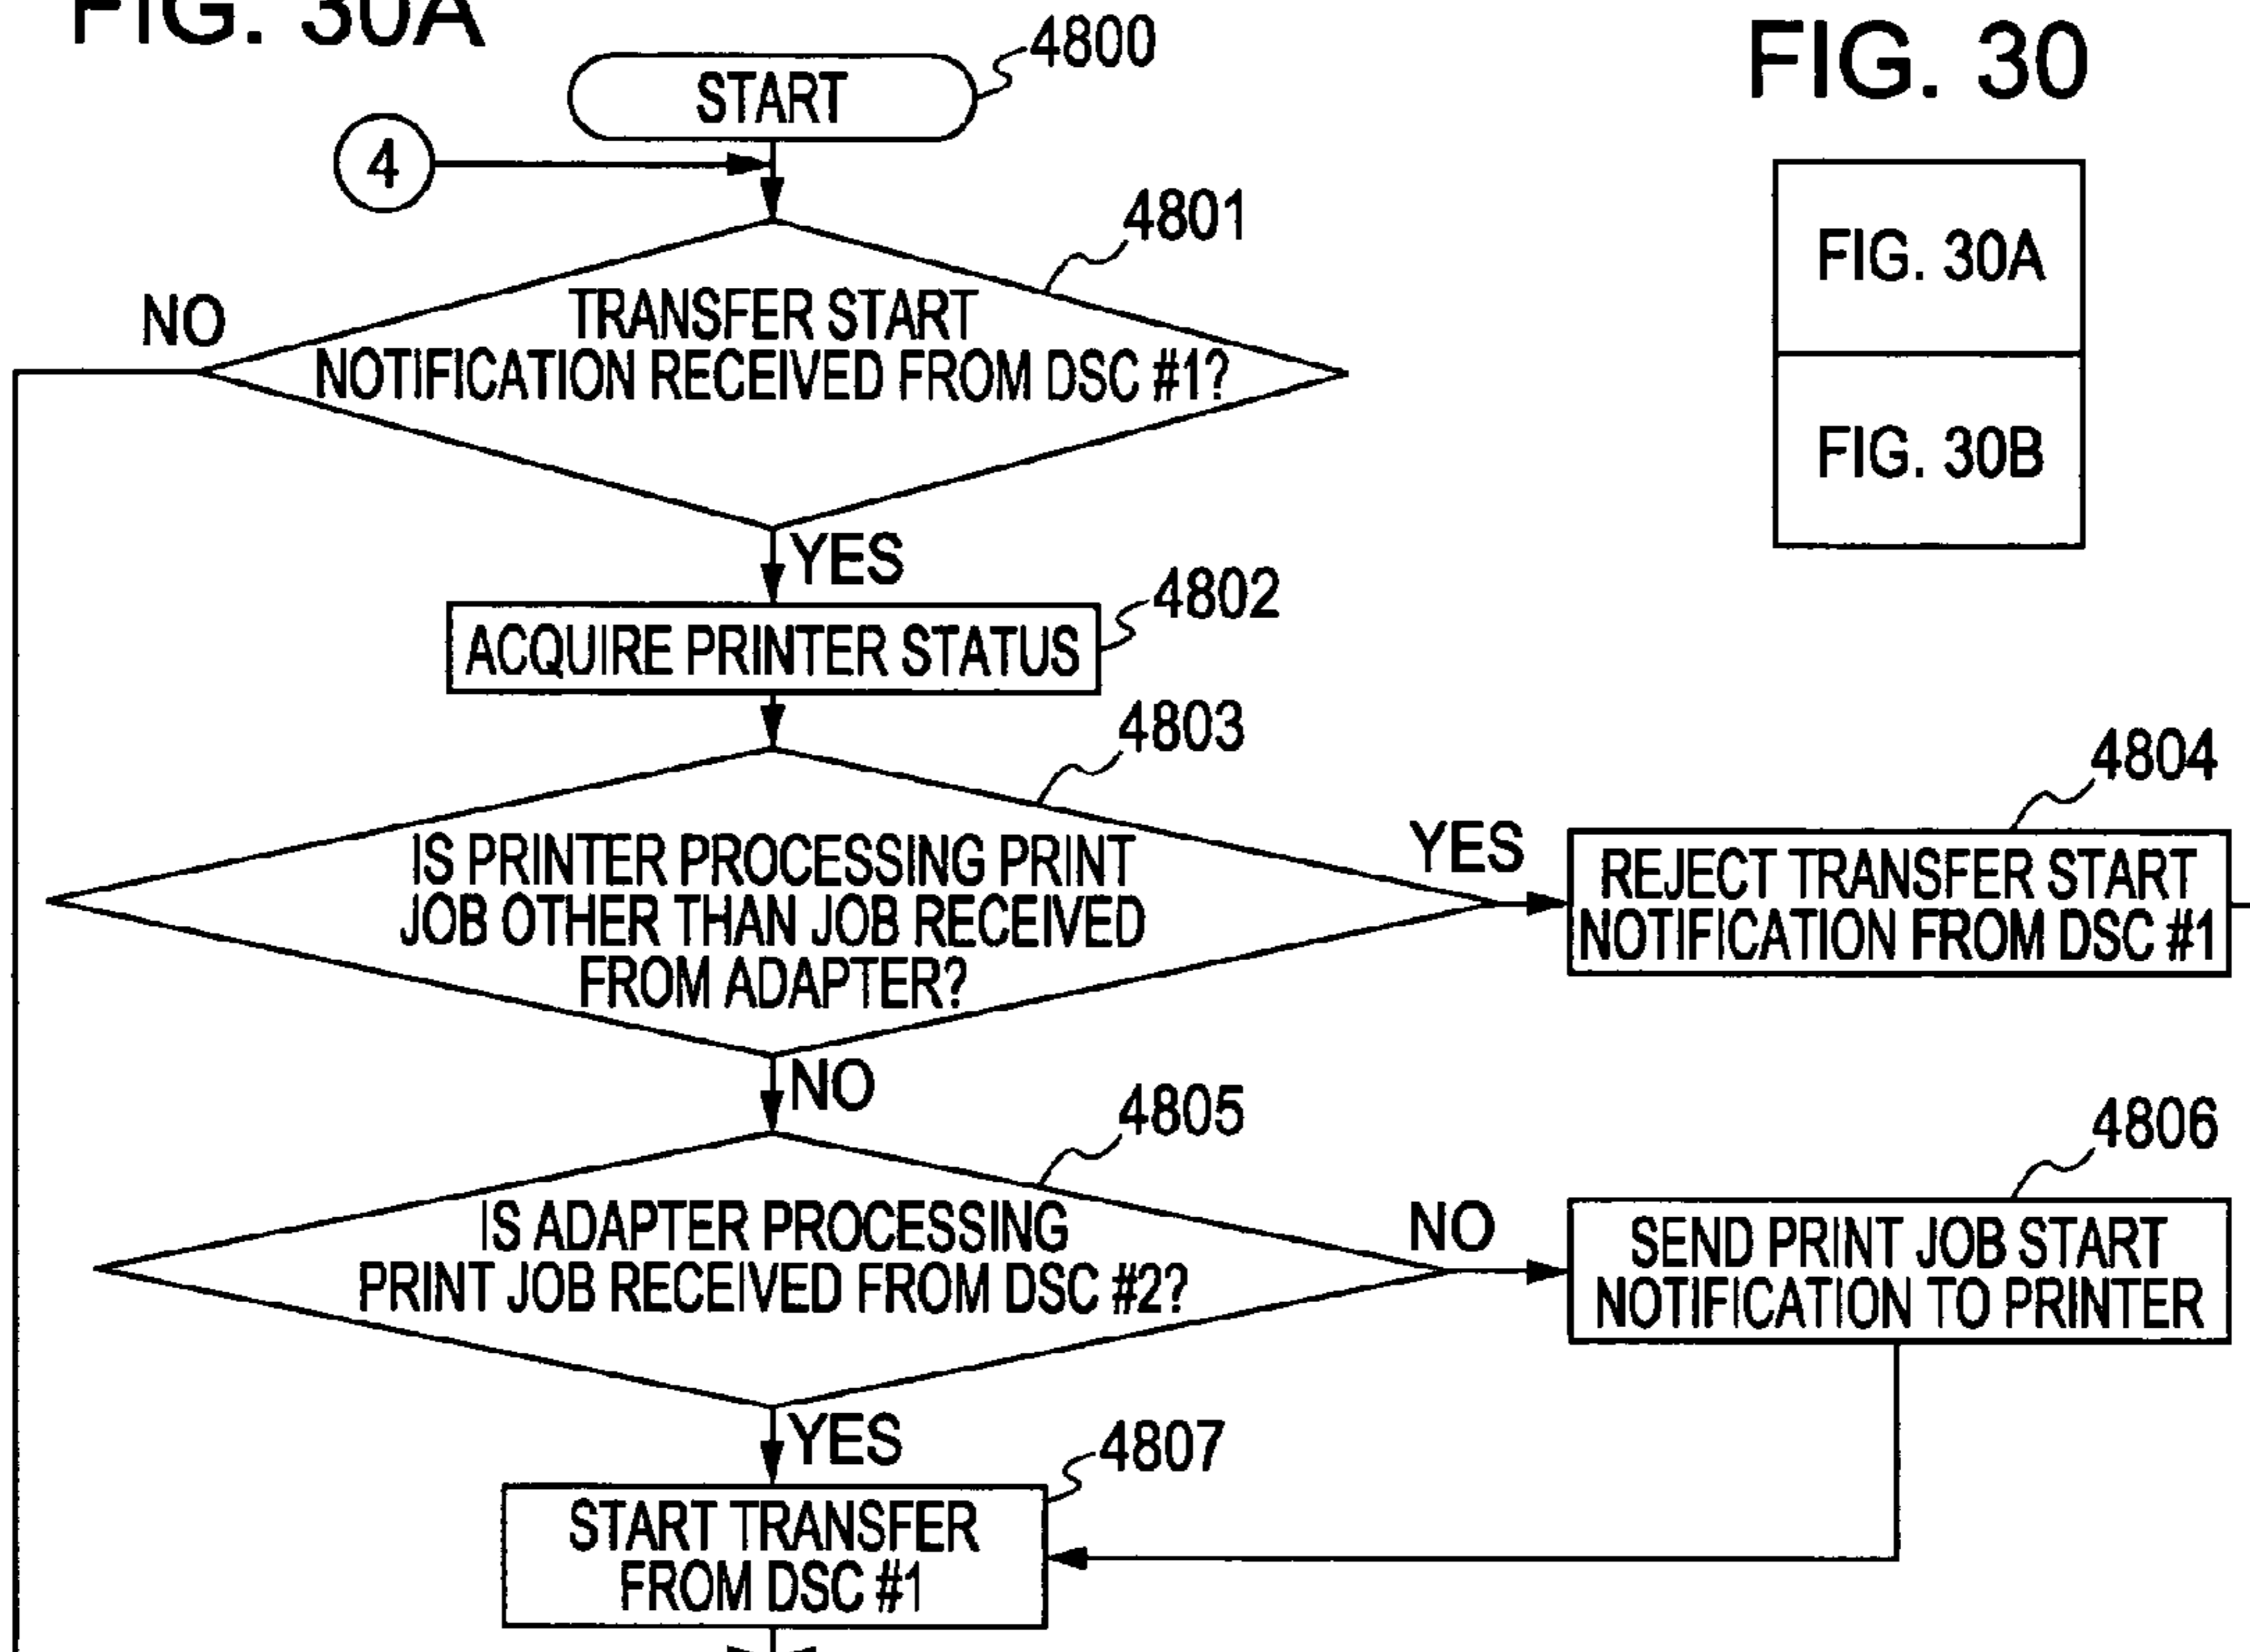 FIG. 30A
4800
START
4
4801
NO
TRANSFER START
NOTIFICATION RECEIVED FROM DSC #1?
YES
4802
ACQUIRE PRINTER STATUS
4803
IS PRINTER PROCESSING PRINT
JOB OTHER THAN JOB RECEIVED
FROM ADAPTER?
YES
4804
REJECT TRANSFER START
NOTIFICATION FROM DSC #1
NO
4805
IS ADAPTER PROCESSING
PRINT JOB RECEIVED FROM DSC #2?
NO
4806
SEND PRINT JOB START
NOTIFICATION TO PRINTER
YES
4807
START TRANSFER
FROM DSC #1
FIG. 30
FIG. 30A
FIG. 30B